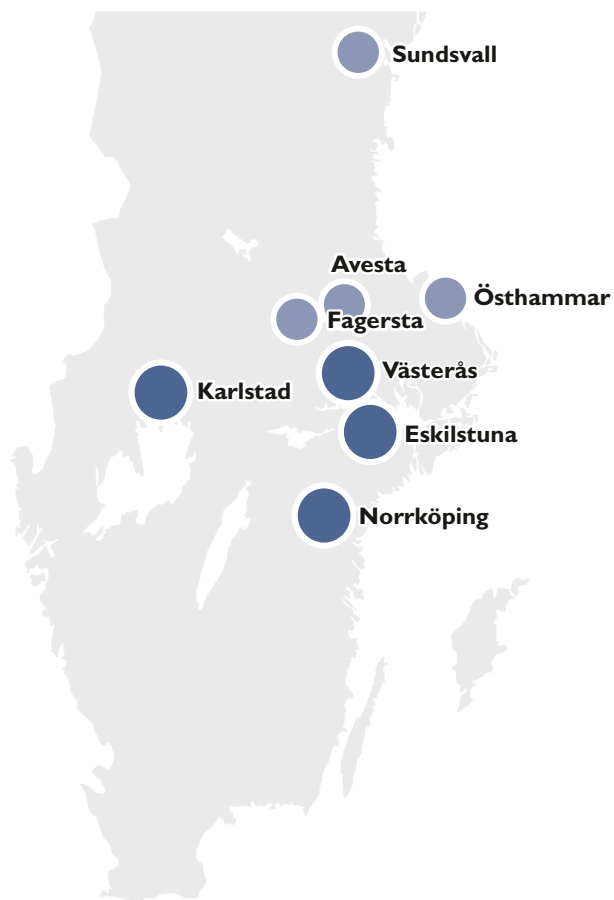 Sundsvall
Avesta
Östhammar
Fagersta
Västerås
Karlstad
Eskilstuna
Norrköping